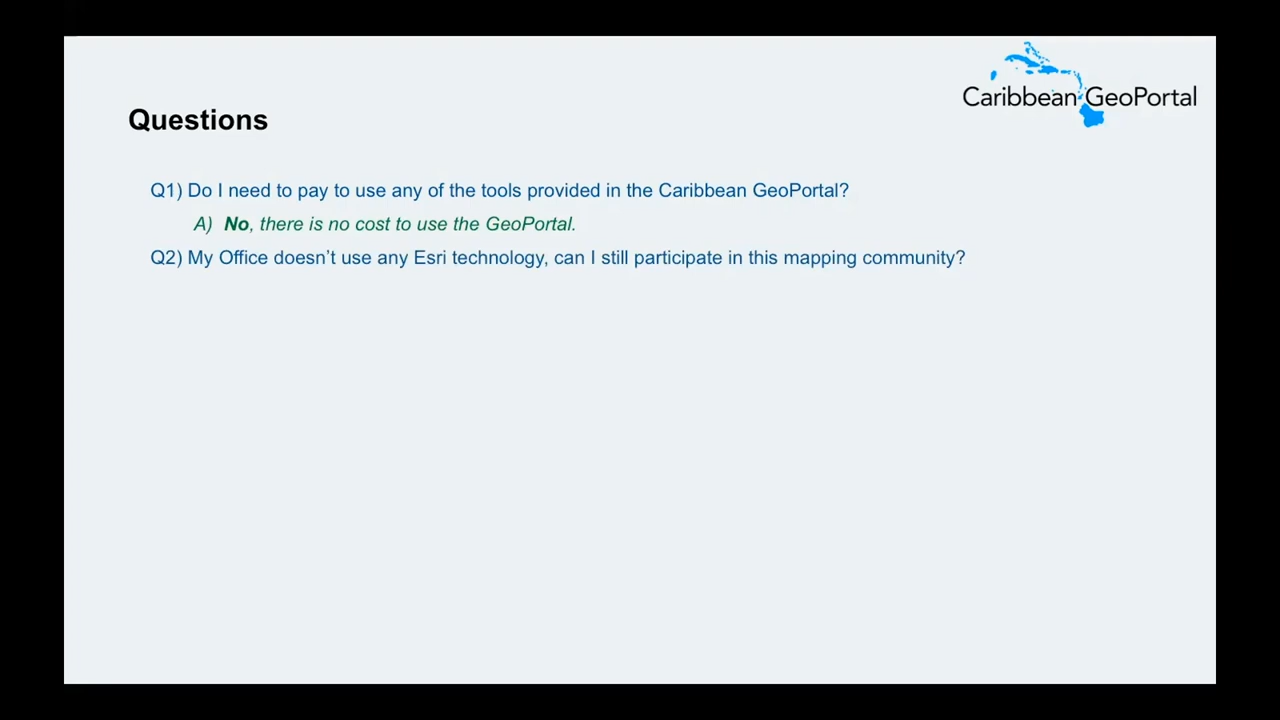 Caribbean GeoPortal
Questions
Q1) Do I need to pay to use any of the tools provided in the Caribbean GeoPortal?
A) No, there is no cost to use the GeoPortal.
Q2) My Office doesn’t use any Esri technology, can I still participate in this mapping community?